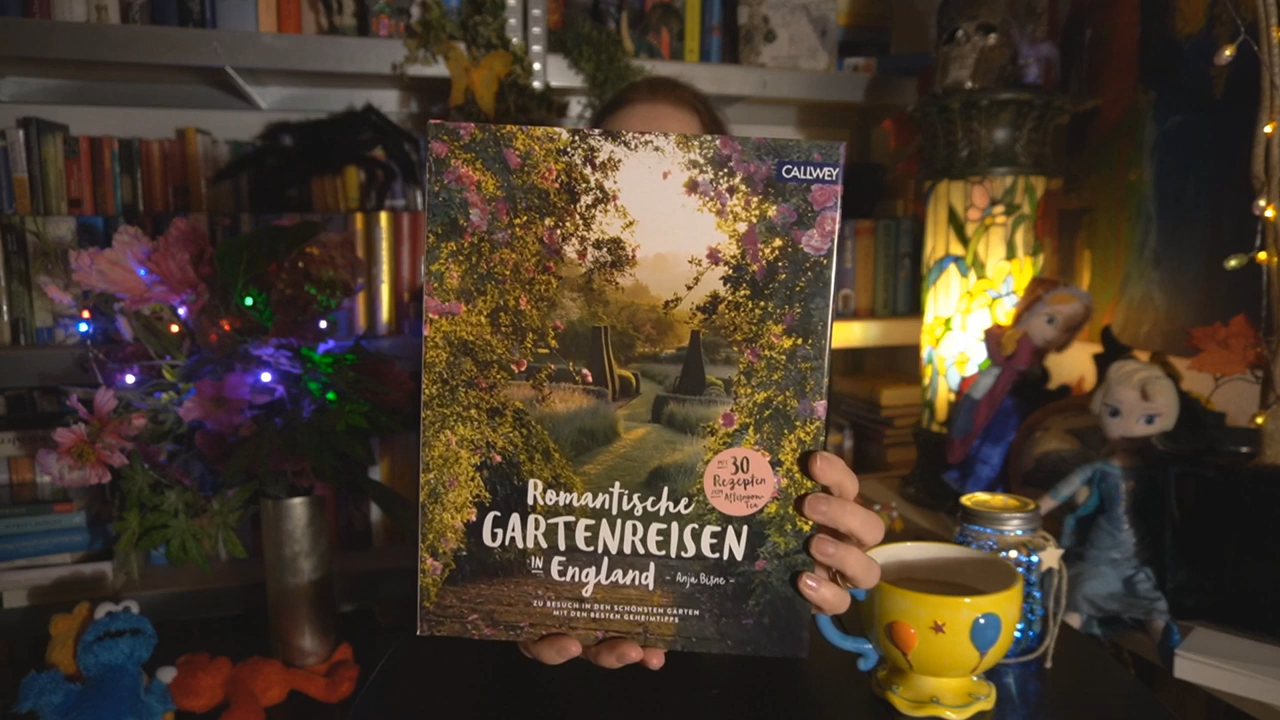 CALLWEY
MIT
30
Rezepten
ZUM Afternoon
Tea
Romantische
GARTENREISEN
IN England - Anja Birne -
ZU BESUCH IN DEN SCHÖNSTEN GÄRTEN
MIT DEN BESTEN GEHEIMTIPPS